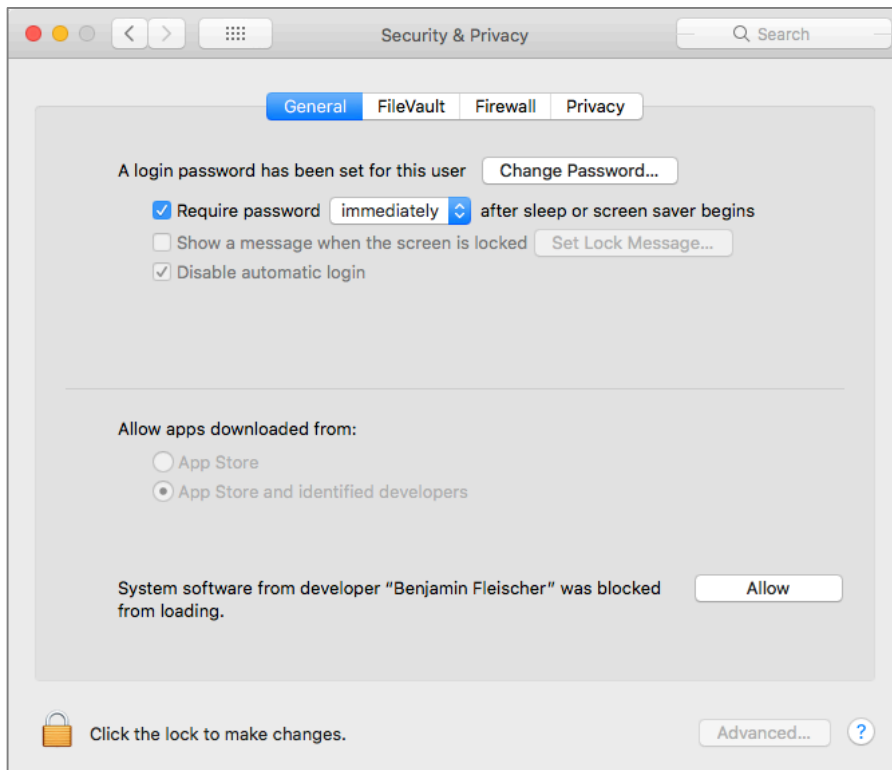 Security & Privacy
Search
General FileVault Firewall Privacy
A login password has been set for this user Change Password...
Require password immediately after sleep or screen saver begins
Show a message when the screen is locked Set Lock Message...
Disable automatic login
Allow apps downloaded from:
App Store
App Store and identified developers
System software from developer “Benjamin Fleischer” was blocked Allow
from loading.
Click the lock to make changes. Advanced... ?